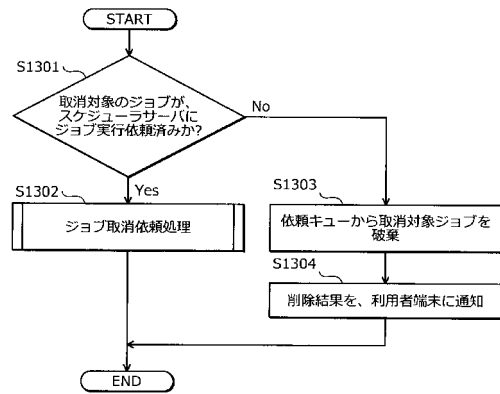 START
S1301
取消対象のジョブが、
スケジューラサーバに
ジョブ実行依頼済みか?
No
Yes
S1302
ジョブ取消依頼処理
S1303
依頼キューから取消対象ジョブを
破棄
S1304
削除結果を、利用者端末に通知
END